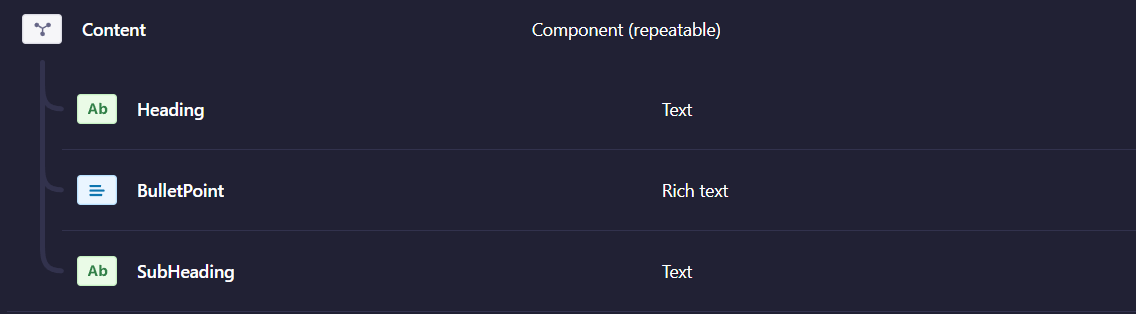 Content Component (repeatable)
Ab Heading Text
BulletPoint Rich text
Ab SubHeading Text